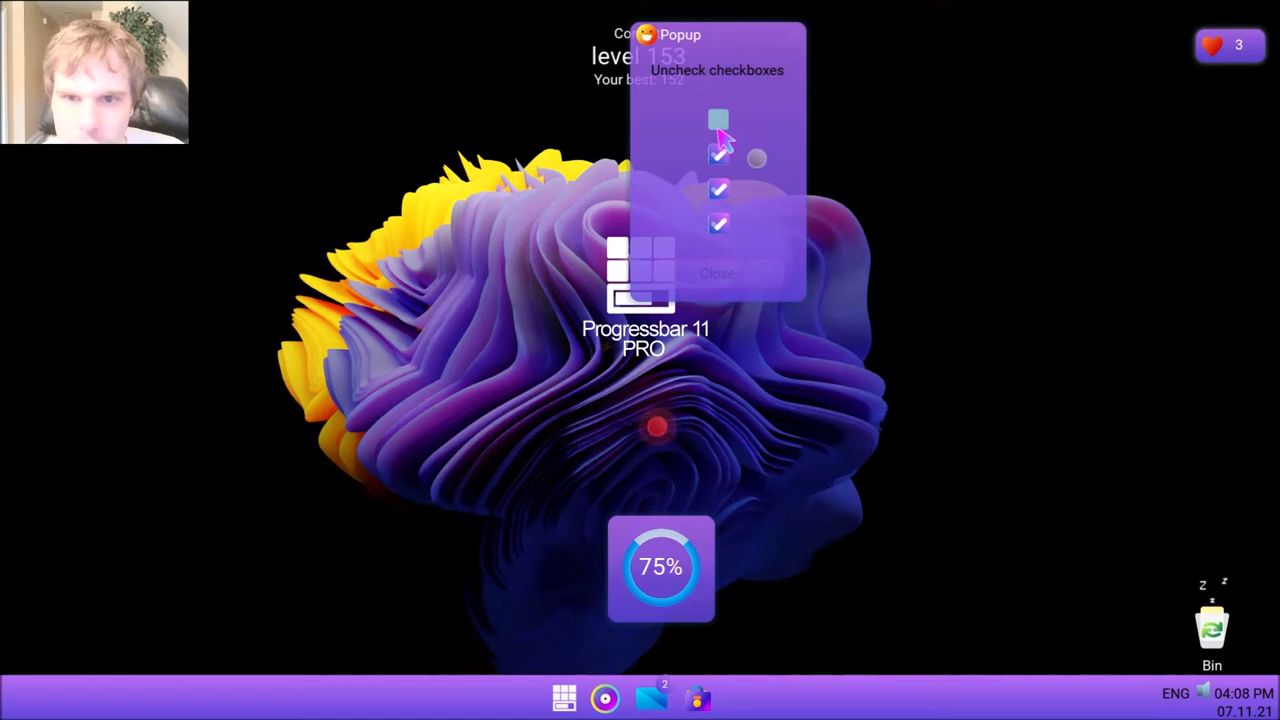 level 153
Your best: 152
Popup
Uncheck checkboxes
Close
3
Progressbar 11
PRO
75%
z z
z
Bin
2
ENG 04:08 PM
07.11.21